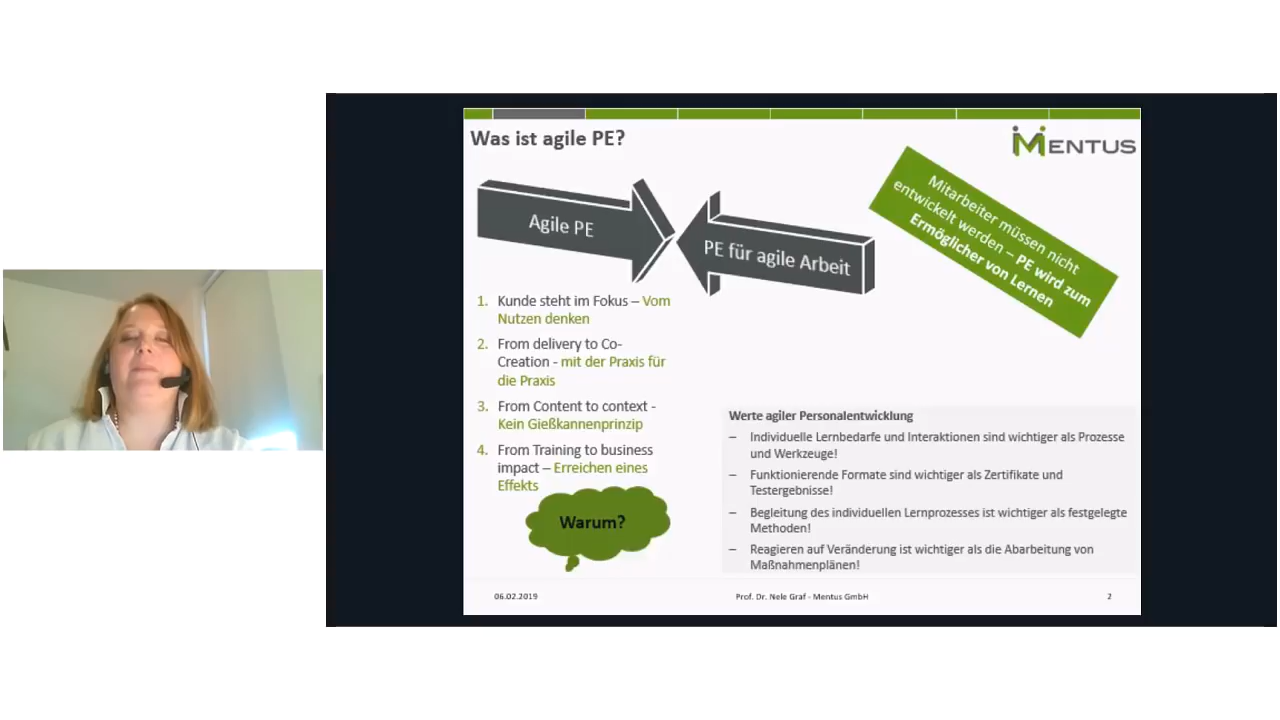 Was ist agile PE?
MENTUS
Agile PE
PE für agile Arbeit
Mitarbeiter müssen nicht
entwickelt werden – PE wird zum
Ermöglicher von Lernen
1. Kunde steht im Fokus – Vom
Nutzen denken
2. From delivery to Co-
Creation - mit der Praxis für
die Praxis
3. From Content to context -
Kein Gießkannenprinzip
4. From Training to business
impact – Erreichen eines
Effekts
Warum?
Werte agiler Personalentwicklung
– Individuelle Lernbedarfe und Interaktionen sind wichtiger als Prozesse
und Werkzeuge!
– Funktionierende Formate sind wichtiger als Zertifikate und
Testergebnisse!
– Begleitung des individuellen Lernprozesses ist wichtiger als festgelegte
Methoden!
– Reagieren auf Veränderung ist wichtiger als die Abarbeitung von
Maßnahmenplänen!
06.02.2019
Prof. Dr. Nele Graf - Mentus GmbH
2